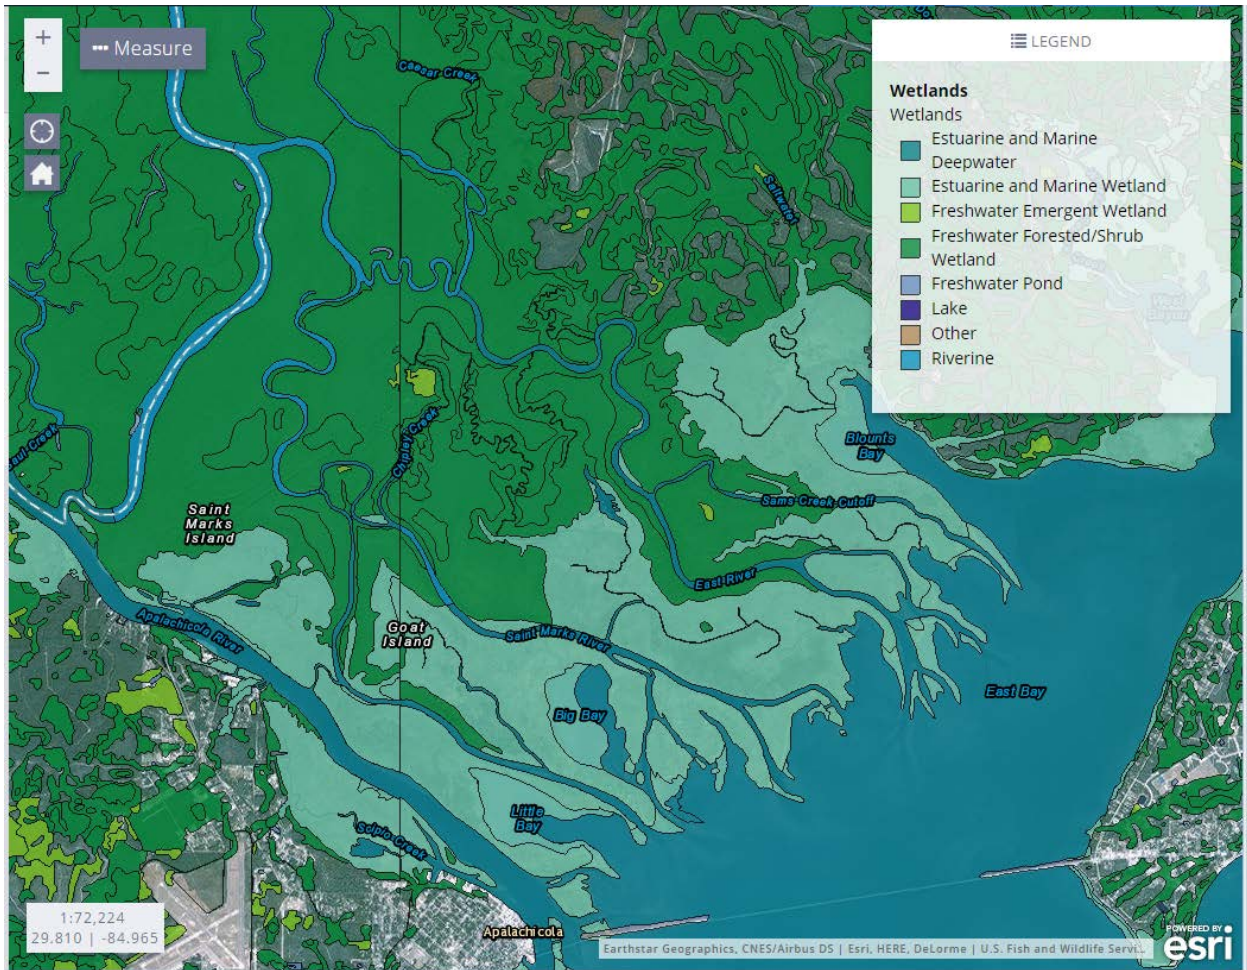 +
Measure
−
LEGEND
Wetlands
Wetlands
Estuarine and Marine
Deepwater
Estuarine and Marine Wetland
Freshwater Emergent Wetland
Freshwater Forested/Shrub
Wetland
Freshwater Pond
Lake
Other
Riverine
Caesar Creek
Saltwater
Blounts
Bay
Chipley Creek
Sams Creek Cutoff
Saint
Marks
Island
East River
Apalachicola River
Goat
Island
Saint Marks River
East Bay
Big Bay
Little
Bay
Scipio Creek
Apalachicola
1:72,224
29.810 | -84.965
Earthstar Geographics, CNES/Airbus DS | Esri, HERE, DeLorme | U.S. Fish and Wildlife Servi...
POWERED BY
esri